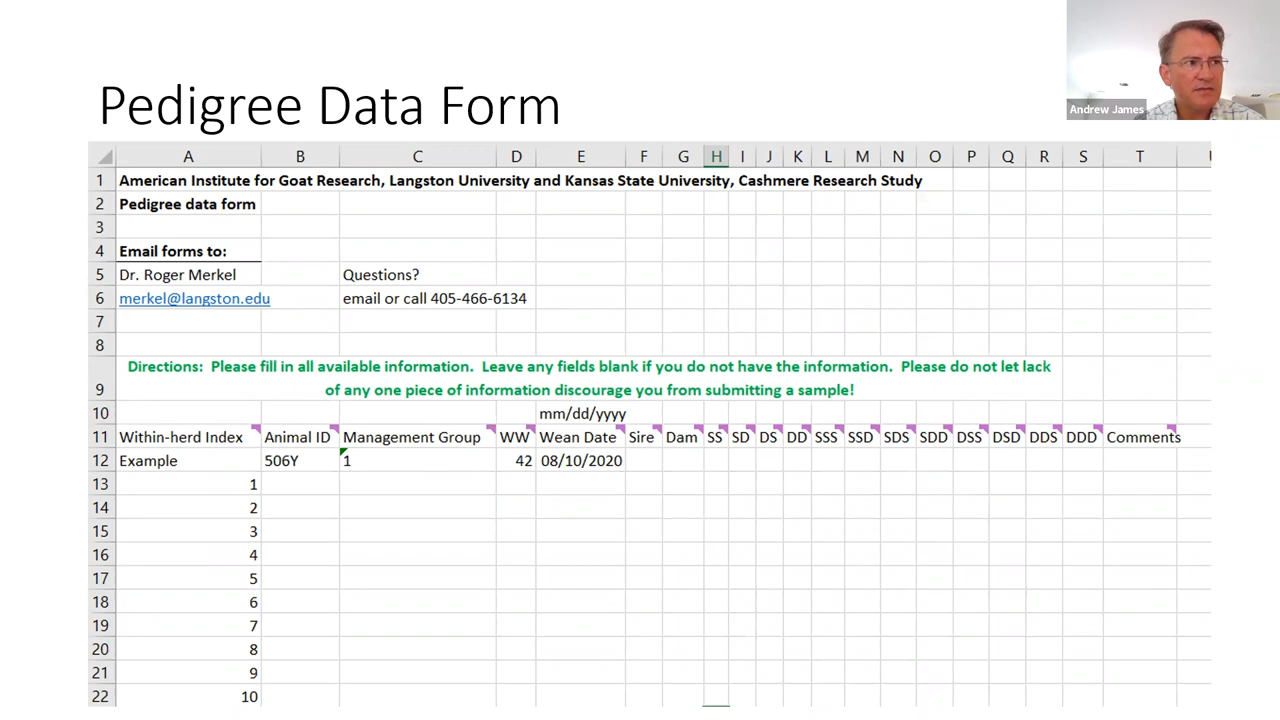 Andrew James
Pedigree Data Form
A B C D E F G H I J K L M N O P Q R S T
1 American Institute for Goat Research, Langston University and Kansas State University, Cashmere Research Study
2 Pedigree data form
3
4 Email forms to:
5 Dr. Roger Merkel Questions?
6 merkel@langston.edu email or call 405-466-6134
7
8
Directions: Please fill in all available information. Leave any fields blank if you do not have the information. Please do not let lack
9 of any one piece of information discourage you from submitting a sample!
10 mm/dd/yyyy
11 Within-herd Index Animal ID Management Group WW Wean Date Sire Dam SS SD DS DD SSS SSD SDS SDD DSS DSD DDS DDD Comments
12 Example 506Y 1 42 08/10/2020
13 1
14 2
15 3
16 4
17 5
18 6
19 7
20 8
21 9
22 10